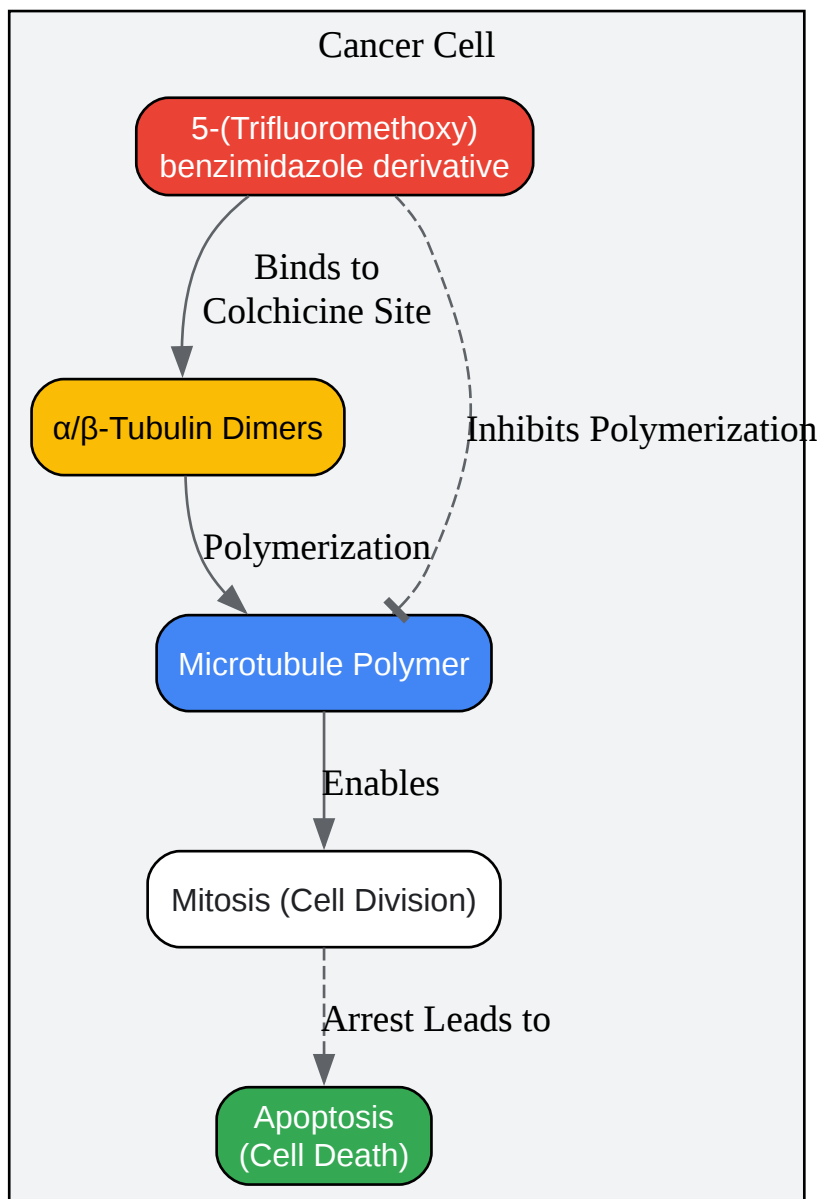 Cancer Cell
5-(Trifluoromethoxy)
benzimidazole derivative
Binds to
Colchicine Site
α/β-Tubulin Dimers
Inhibits Polymerization
Polymerization
Microtubule Polymer
Enables
Mitosis (Cell Division)
Arrest Leads to
Apoptosis
(Cell Death)